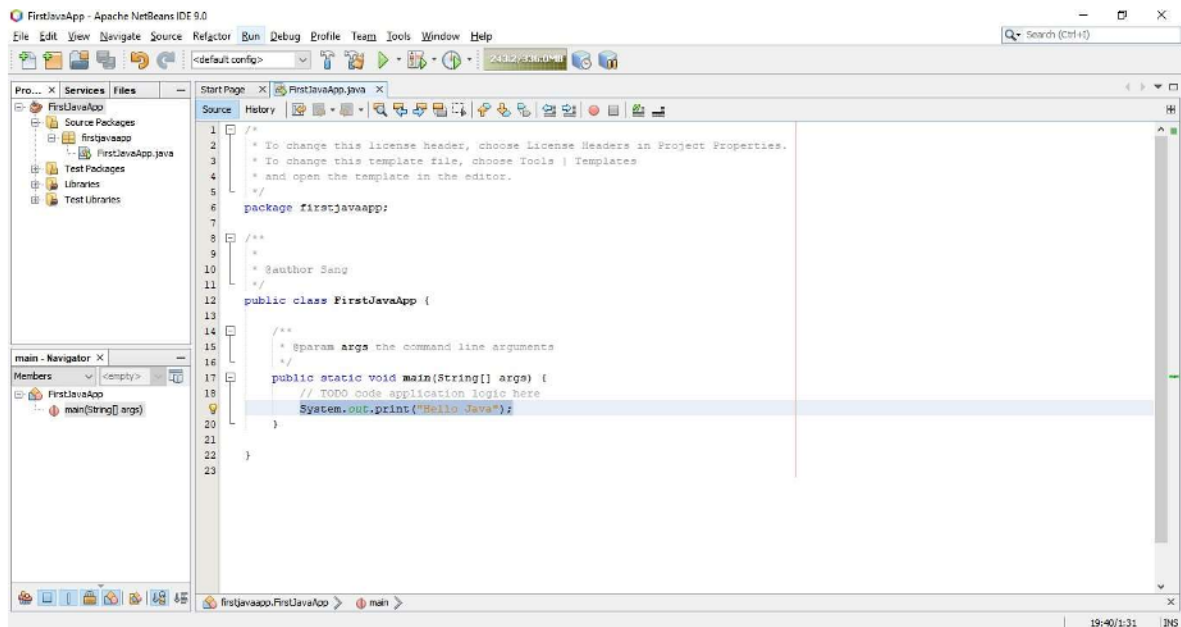 FirstJavaApp - Apache NetBeans IDE 9.0
File Edit View Navigate Source Refactor Run Debug Profile Team Tools Window Help
Search (Ctrl+I)
<default config>
Pro... Services Files
Start Page FirstJavaApp.java
Source History
FirstJavaApp
Source Packages
firstjavaapp
FirstJavaApp.java
Test Packages
Libraries
Test Libraries
main - Navigator
Members <empty>
FirstJavaApp
main(String[] args)
1 /*
2 * To change this license header, choose License Headers in Project Properties.
3 * To change this template file, choose Tools | Templates
4 * and open the template in the editor.
5 */
6 package firstjavaapp;
7
8 /**
9 *
10 * @author Sang
11 */
12 public class FirstJavaApp {
13
14 /**
15 * @param args the command line arguments
16 */
17 public static void main(String[] args) {
18 // TODO code application logic here
System.out.print("Hello Java");
20 }
21
22 }
23
firstjavaapp.FirstJavaApp main
19:40/1:31 INS